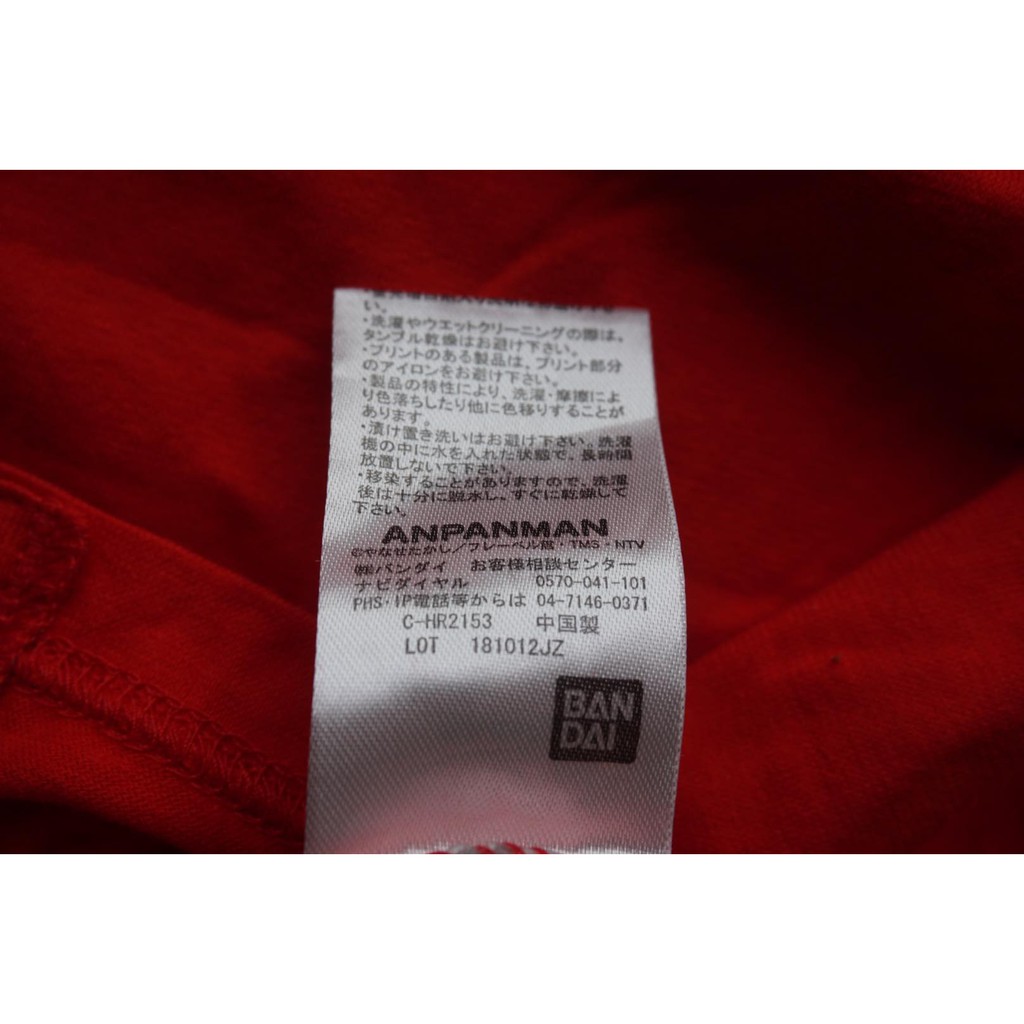 い。
・洗濯やウエットクリーニングの際は、
タンブル乾燥はお避け下さい。
・プリントのある製品は、プリント部分
のアイロンをお避け下さい。
・製品の特性により、洗濯・摩擦によ
り色落ちしたり他に色移りすることが
あります。
・漬け置き洗いはお避け下さい。洗濯
機の中に水を入れた状態で、長時間
放置しないで下さい。
・移染することがありますので、洗濯
後は十分に脱水し、すぐに乾燥して
下さい。
ANPANMAN
©やなせたかし/フレーベル館・TMS・NTV
㈱バンダイ お客様相談センター
ナビダイヤル 0570-041-101
PHS・IP電話等からは 04-7146-0371
C-HR2153 中国製
LOT 181012JZ
BAN
DAI